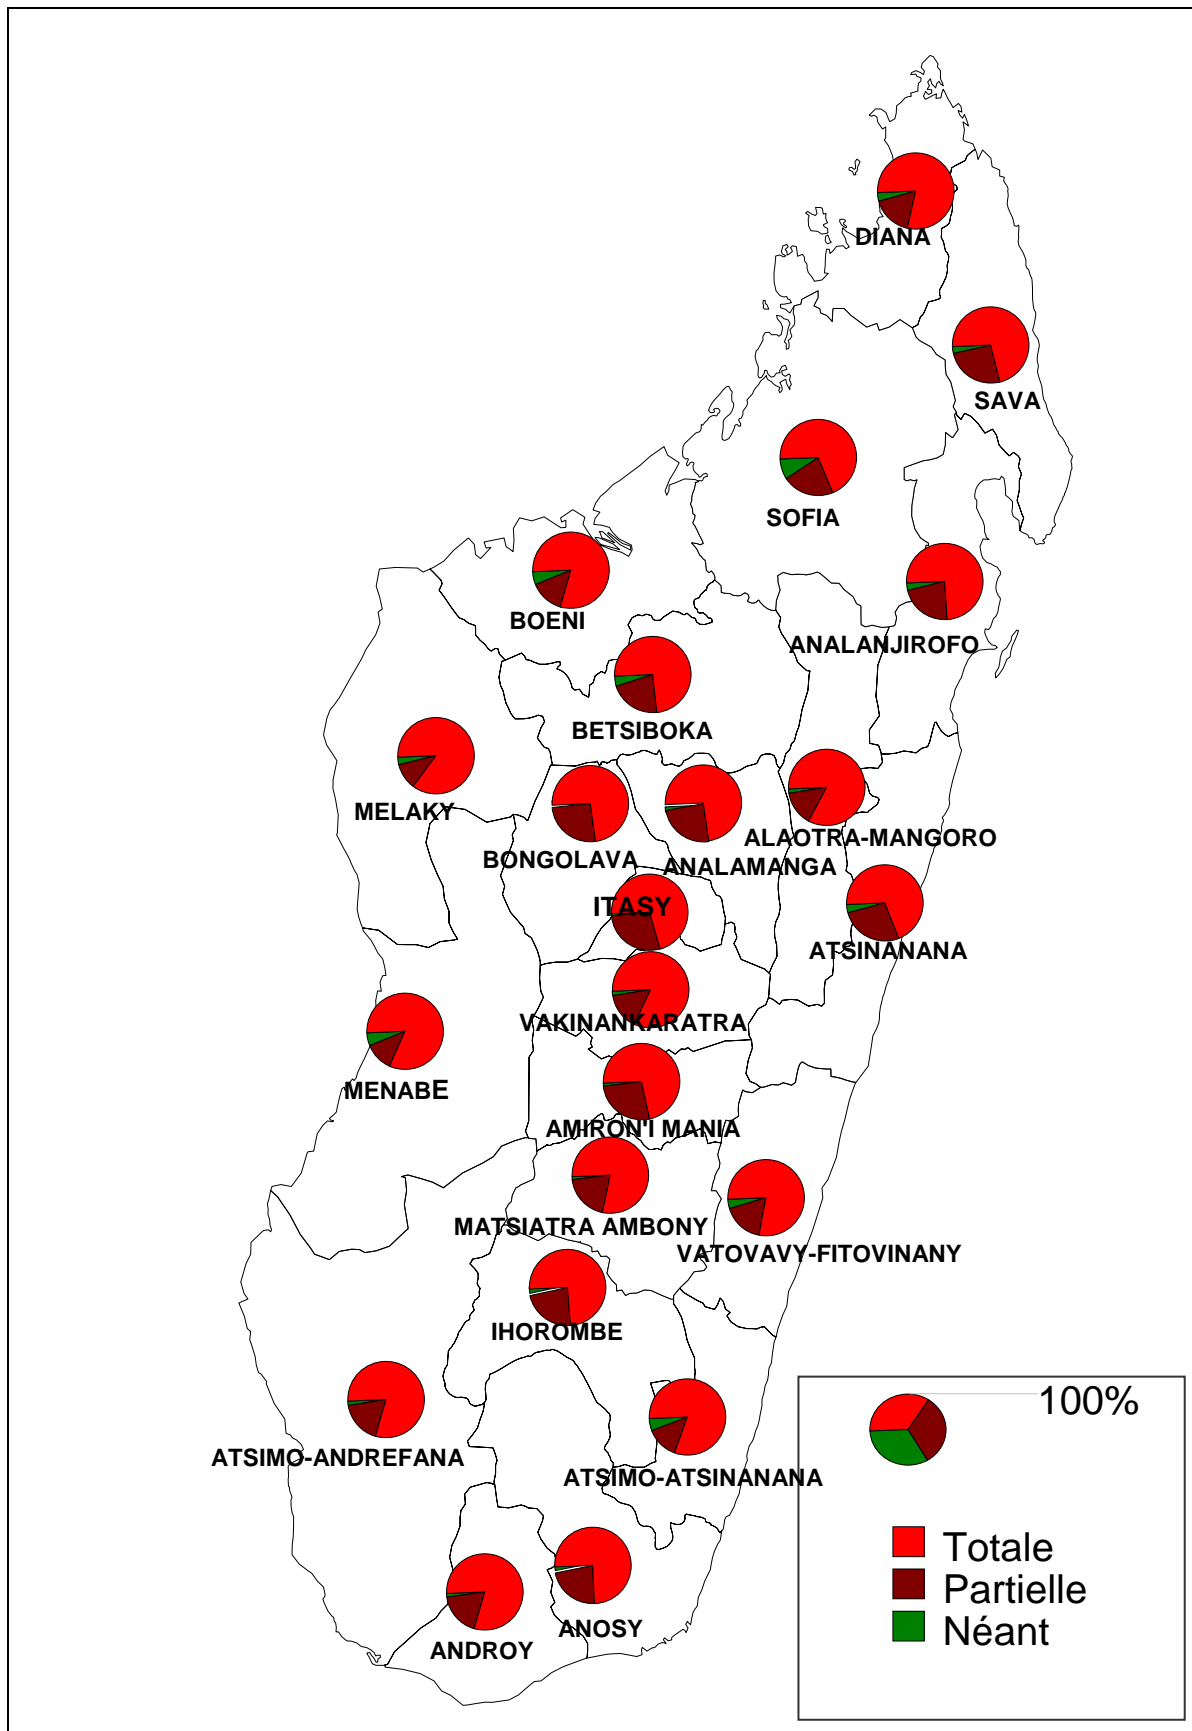 DIANA
SAVA
SOFIA
BOENI
ANALANJIROFO
BETSIBOKA
MELAKY
ALAOTRA-MANGORO
BONGOLAVA
ANALAMANGA
ITASY
ATSINANANA
VAKINANKARATRA
MENABE
AMIRON'I MANIA
MATSIATRA AMBONY
VATOVAVY-FITOVINANY
IHOROMBE
100%
ATSIMO-ANDREFANA
ATSIMO-ATSINANANA
Totale
Partielle
Néant
ANOSY
ANDROY